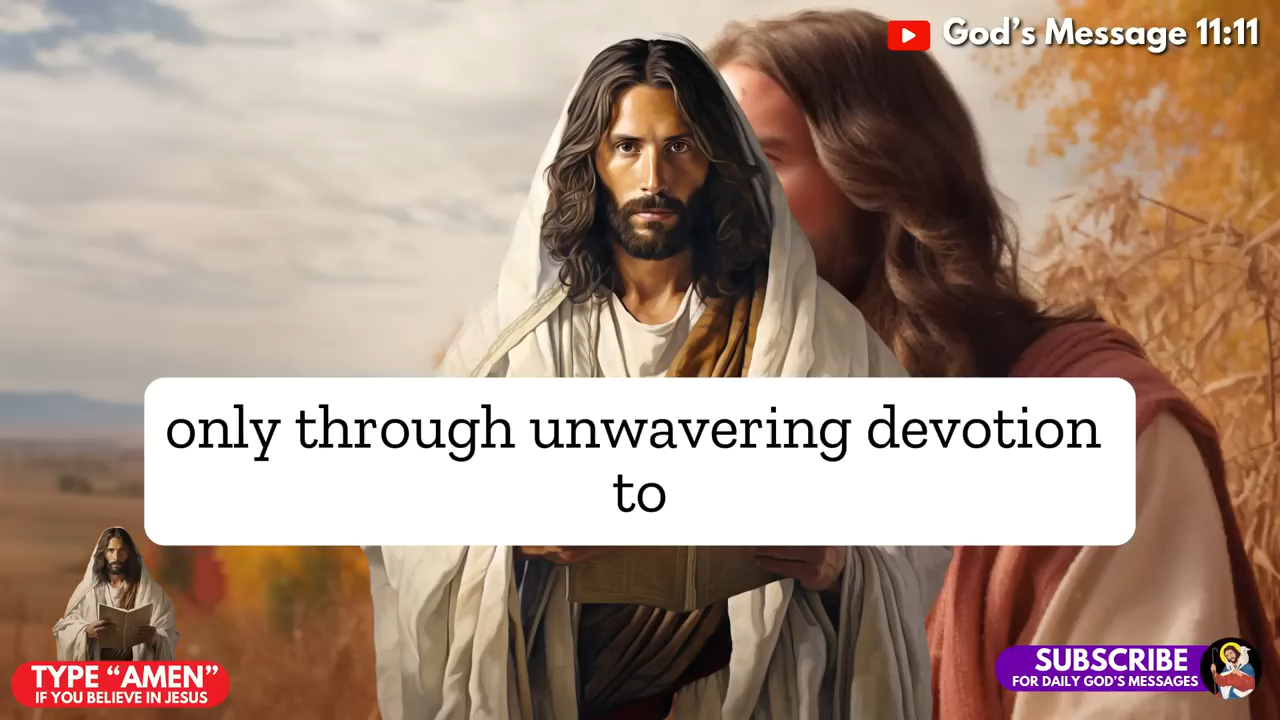 God's Message 11:11
only through unwavering devotion
to
TYPE “AMEN”
IF YOU BELIEVE IN JESUS
SUBSCRIBE
FOR DAILY GOD'S MESSAGES